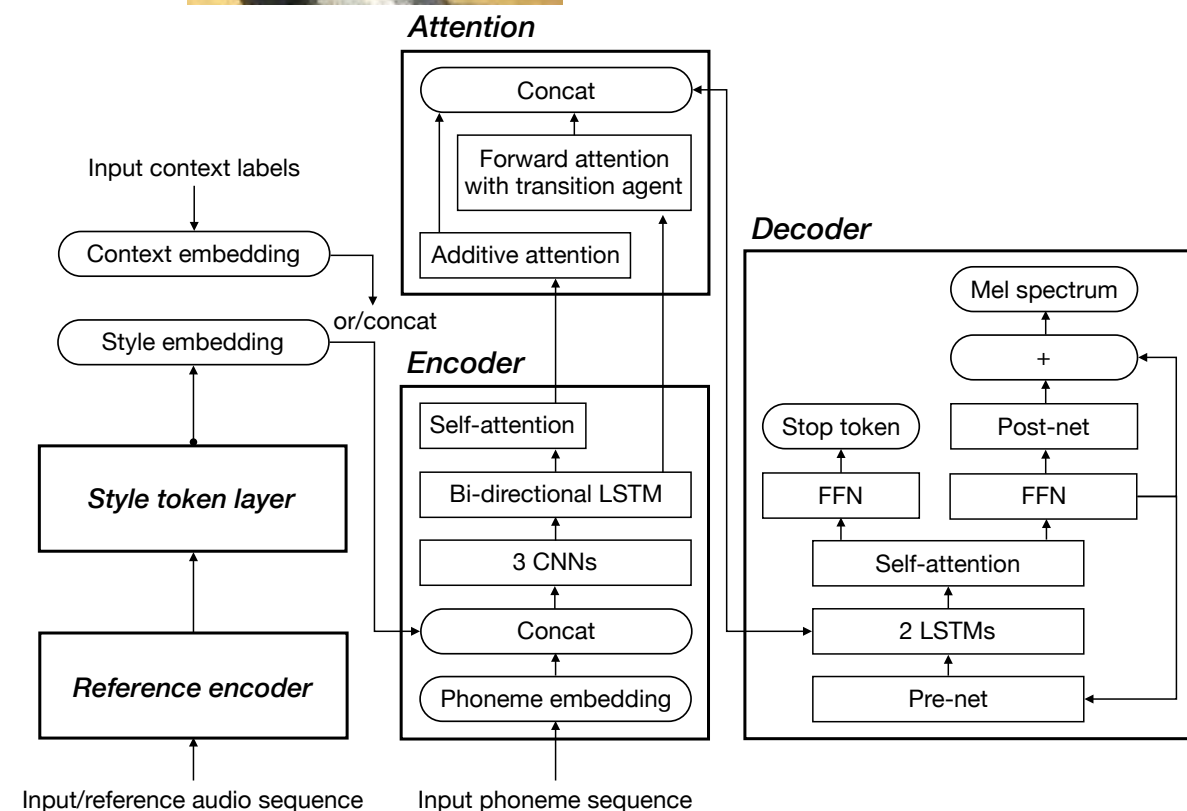 Attention
Concat
Forward attention
with transition agent
Additive attention
Input context labels
Context embedding
or/concat
Style embedding
Style token layer
Reference encoder
Input/reference audio sequence
Encoder
Self-attention
Bi-directional LSTM
3 CNNs
Concat
Phoneme embedding
Input phoneme sequence
Decoder
Mel spectrum
+
Stop token
Post-net
FFN
FFN
Self-attention
2 LSTMs
Pre-net